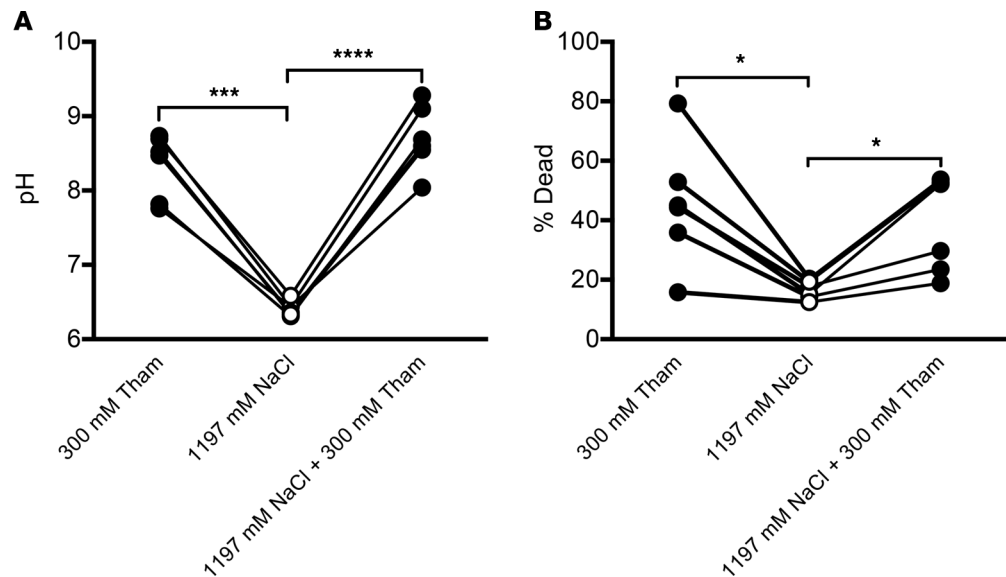 A
10
9
8
7
6
pH
***
****
300 mM Tham
1197 mM NaCl
1197 mM NaCl + 300 mM Tham
B
100
80
60
40
20
0
% Dead
*
*
300 mM Tham
1197 mM NaCl
1197 mM NaCl + 300 mM Tham